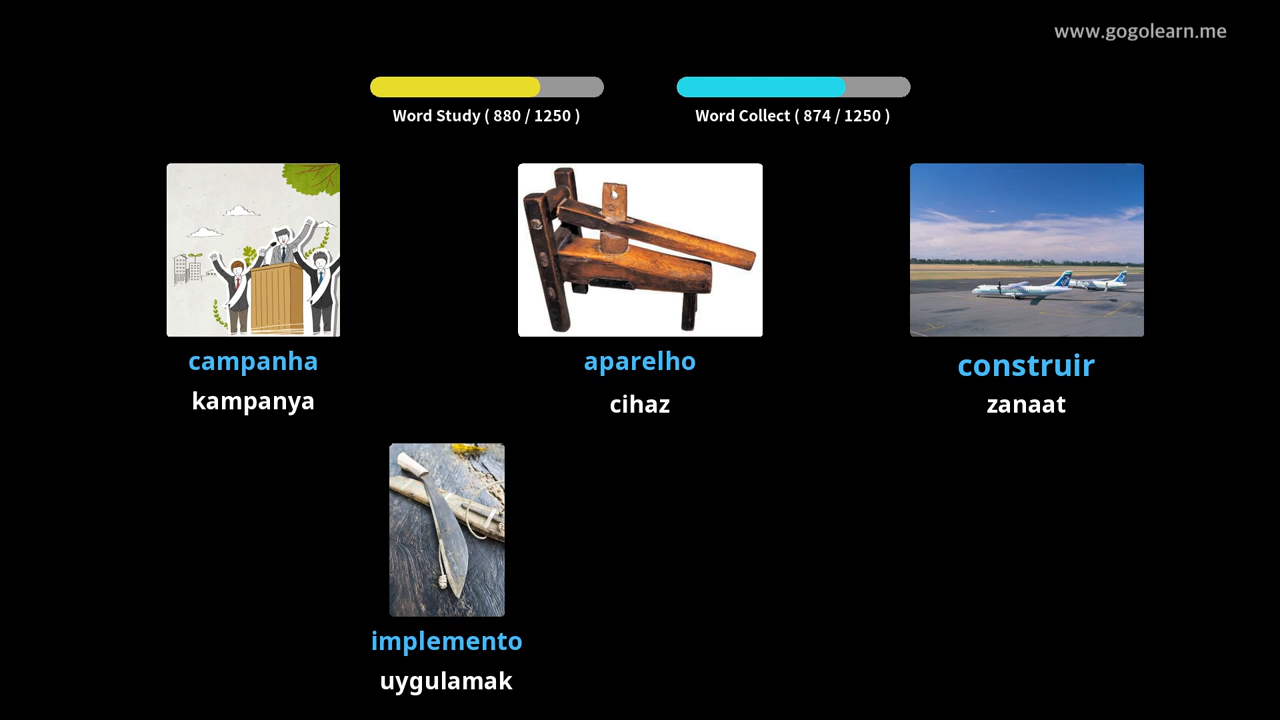 www.gogolearn.me
Word Study ( 880 / 1250 )
Word Collect ( 874 / 1250 )
campanha
kampanya
aparelho
cihaz
construir
zanaat
implemento
uygulamak